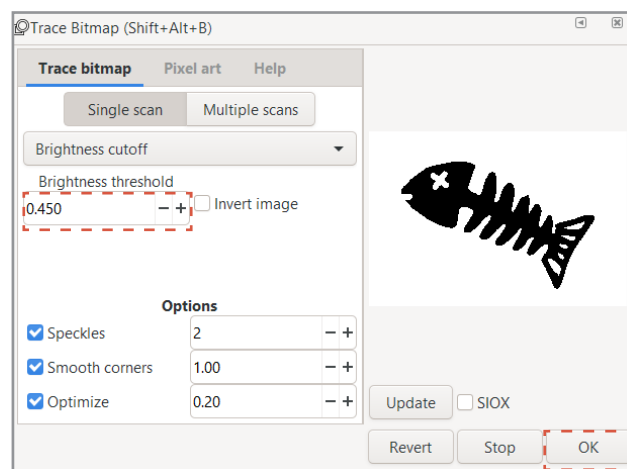 Trace Bitmap (Shift+Alt+B)
Trace bitmap Pixel art Help
Single scan Multiple scans
Brightness cutoff
Brightness threshold
0.450 − + Invert image
Options
Speckles 2 − +
Smooth corners 1.00 − +
Optimize 0.20 − +
Update SIOX
Revert Stop OK